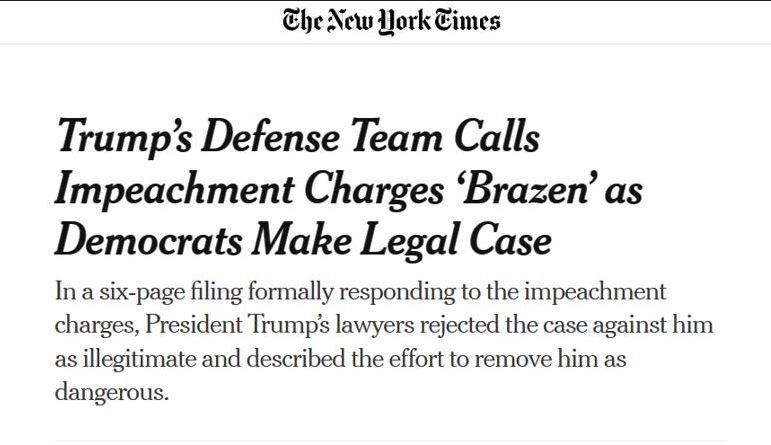 The New York Times
Trump's Defense Team Calls
Impeachment Charges ‘Brazen’ as
Democrats Make Legal Case
In a six-page filing formally responding to the impeachment
charges, President Trump's lawyers rejected the case against him
as illegitimate and described the effort to remove him as
dangerous.